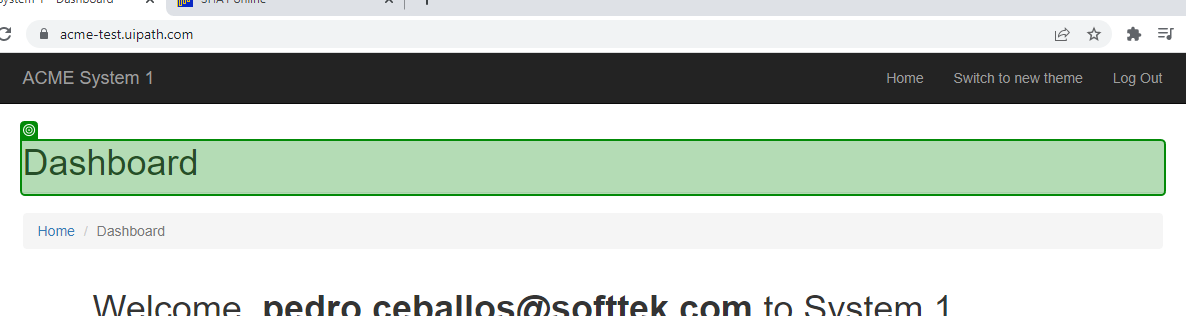 System 1 - Dashboard
SHA1 online
acme-test.uipath.com
ACME System 1 Home Switch to new theme Log Out
Dashboard
Home / Dashboard
Welcome, pedro.ceballos@softtek.com to System 1